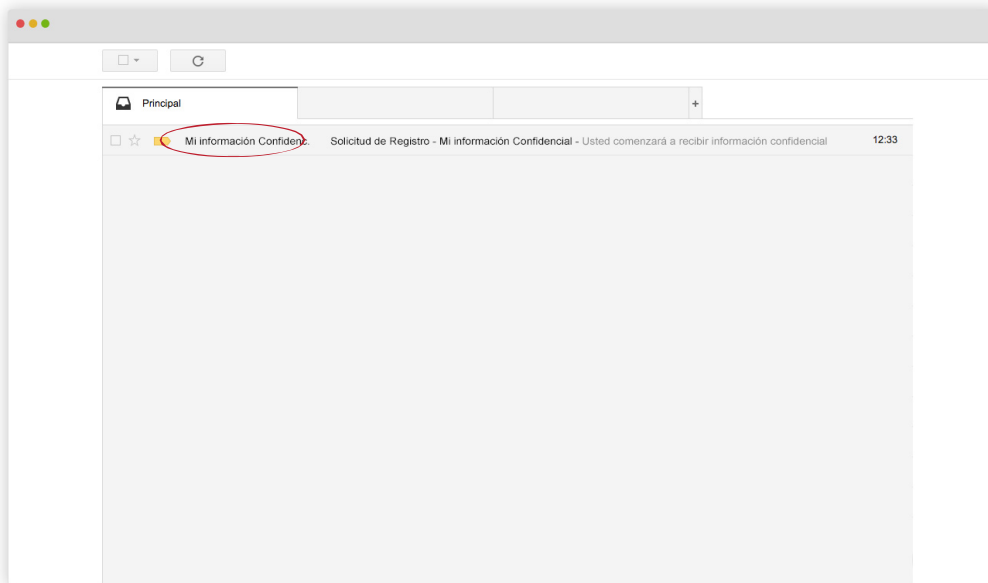 Principal
+
Mi información Confidenc. Solicitud de Registro - Mi información Confidencial - Usted comenzará a recibir información confidencial 12:33